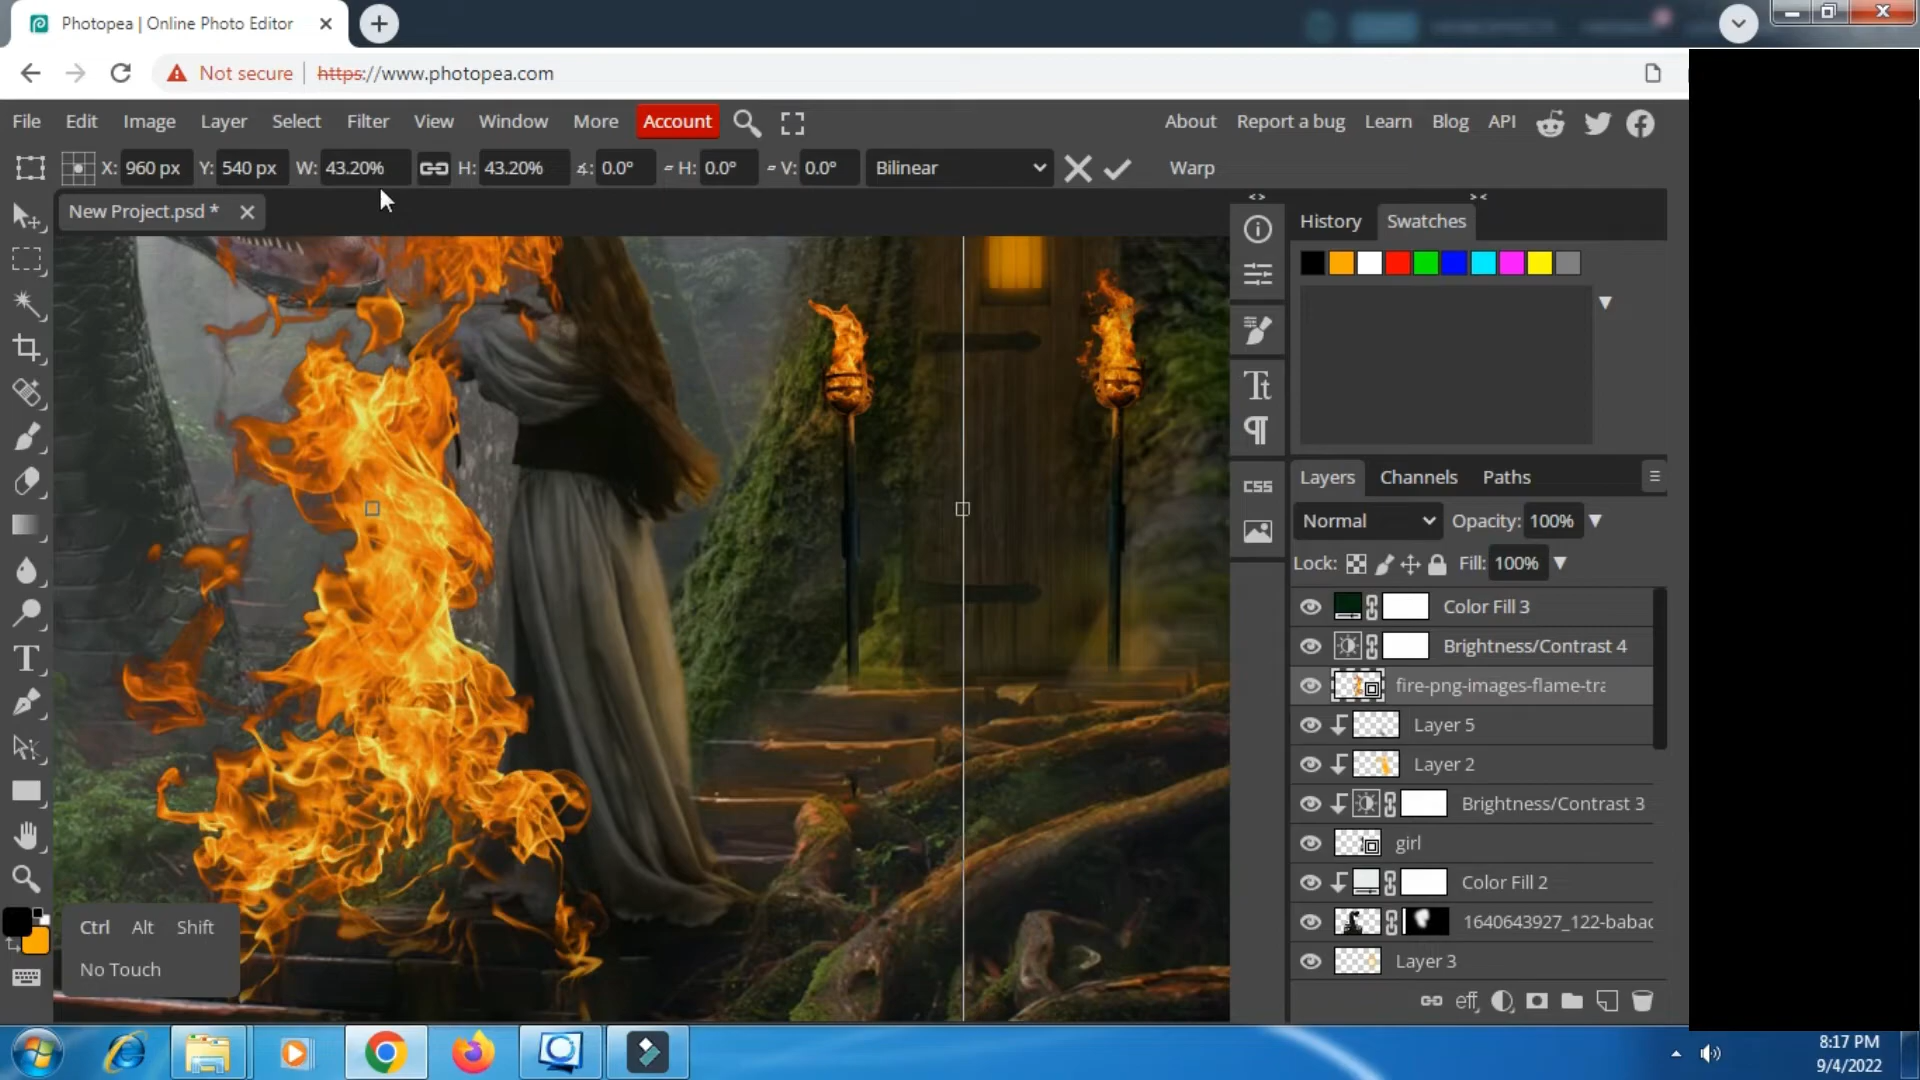 Photopea | Online Photo Editor
Not secure https://www.photopea.com
File Edit Image Layer Select Filter View Window More Account About Report a bug Learn Blog API
X: 960 px Y: 540 px W: 43.20% H: 43.20% ∡: 0.0° H: 0.0° V: 0.0° Bilinear Warp
New Project.psd *
History Swatches
CSS
Layers Channels Paths
Normal Opacity: 100%
Lock: Fill: 100%
Color Fill 3
Brightness/Contrast 4
fire-png-images-flame-tra
Layer 5
Layer 2
Brightness/Contrast 3
girl
Color Fill 2
1640643927_122-babac
Layer 3
eff
Ctrl Alt Shift
No Touch
8:17 PM
9/4/2022